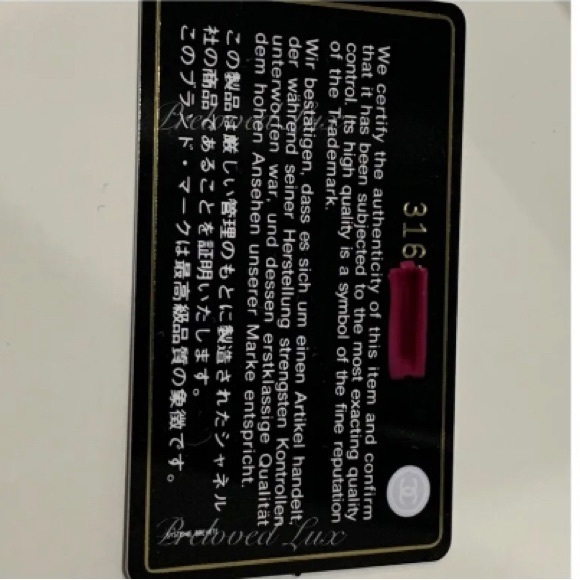 316
We certify the authenticity of this item and confirm
that it has been subjected to the most exacting quality
control. Its high quality is a symbol of the fine reputation
of the Trademark.
Wir bestätigen, dass es sich um einen Artikel handelt,
der während seiner Herstellung strengsten Kontrollen
unterworfen war, und dessen erstklassige Qualität
dem hohen Ansehen unserer Marke entspricht.
この製品は厳しい管理のもとに製造されたシャネル
社の商品であることを証明いたします。
このブランド・マークは最高級品質の象徴です。
Preloved Lux
Preloved Lux